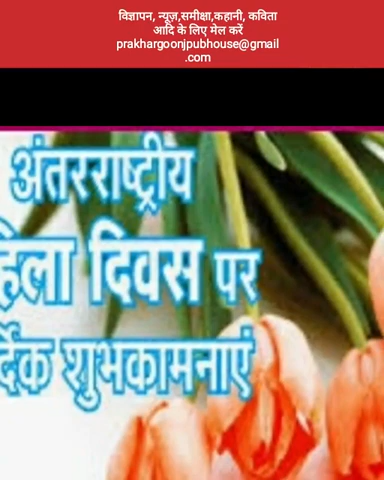 विज्ञापन, न्यूज़,समीक्षा,कहानी, कविता
आदि के लिए मेल करें
prakhargoonjpubhouse@gmail
.com
अंतरराष्ट्रीय
दिवस पर
शुभकामनाएं